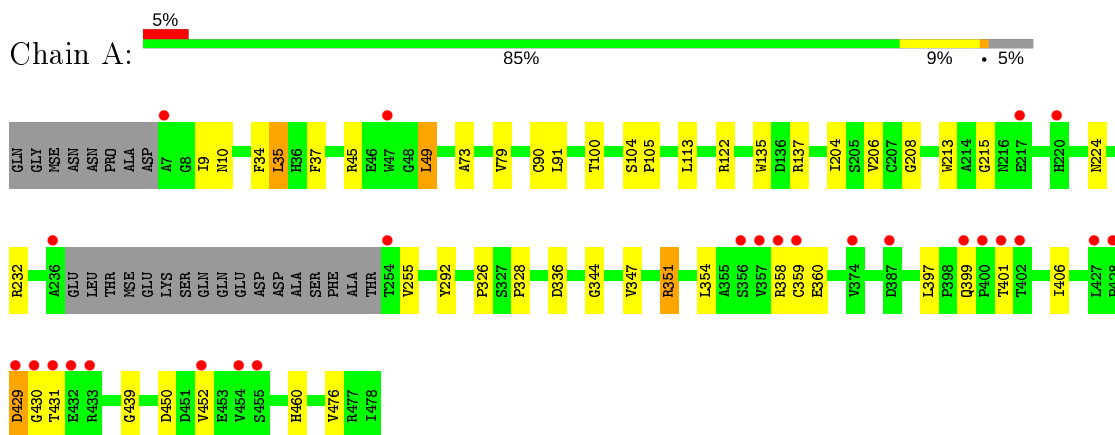 5%
Chain A:
85% 9% • 5%
GLN GLY MSE ASN ASN PRO ALA ASP A7 G8 I9 N10 F34 L35 H36 F37 R45 E46 W47 G48 L49 A73 V79 C90 L91 T100 S104 P105 L113 R122 W135 D136 R137 I204 S205 V206 C207 G208 W213 A214 G215 N216 E217 H220 N224
R232 A236 GLU LEU THR MSE GLU LYS SER GLN GLN GLU ASP ASP ALA SER PHE ALA THR T254 V255 Y292 P326 S327 P328 D336 G344 V347 R351 L354 A355 S356 V357 R358 C359 E360 V374 D387 L397 P398 Q399 P400 T401 T402 I406 L427 P428
D429 G430 T431 E432 R433 G439 D450 D451 V452 E453 V454 S455 H460 V476 R477 I478